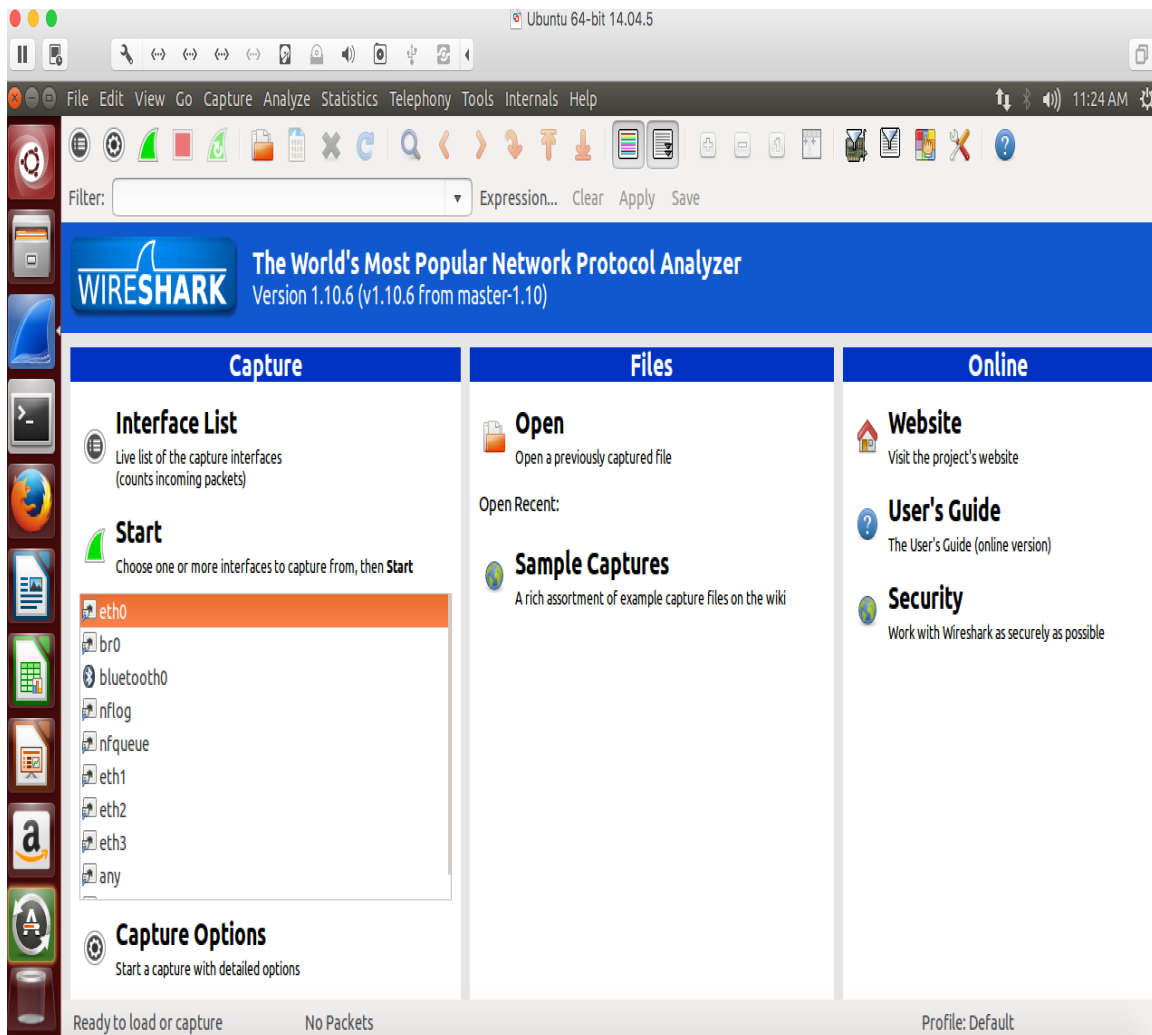 Ubuntu 64-bit 14.04.5
File Edit View Go Capture Analyze Statistics Telephony Tools Internals Help
11:24 AM
Filter:
Expression... Clear Apply Save
WIRESHARK
The World's Most Popular Network Protocol Analyzer
Version 1.10.6 (v1.10.6 from master-1.10)
Capture
Interface List
Live list of the capture interfaces
(counts incoming packets)
Start
Choose one or more interfaces to capture from, then Start
eth0
br0
bluetooth0
nflog
nfqueue
eth1
eth2
eth3
any
Capture Options
Start a capture with detailed options
Files
Open
Open a previously captured file
Open Recent:
Sample Captures
A rich assortment of example capture files on the wiki
Online
Website
Visit the project's website
User's Guide
The User's Guide (online version)
Security
Work with Wireshark as securely as possible
Ready to load or capture
No Packets
Profile: Default